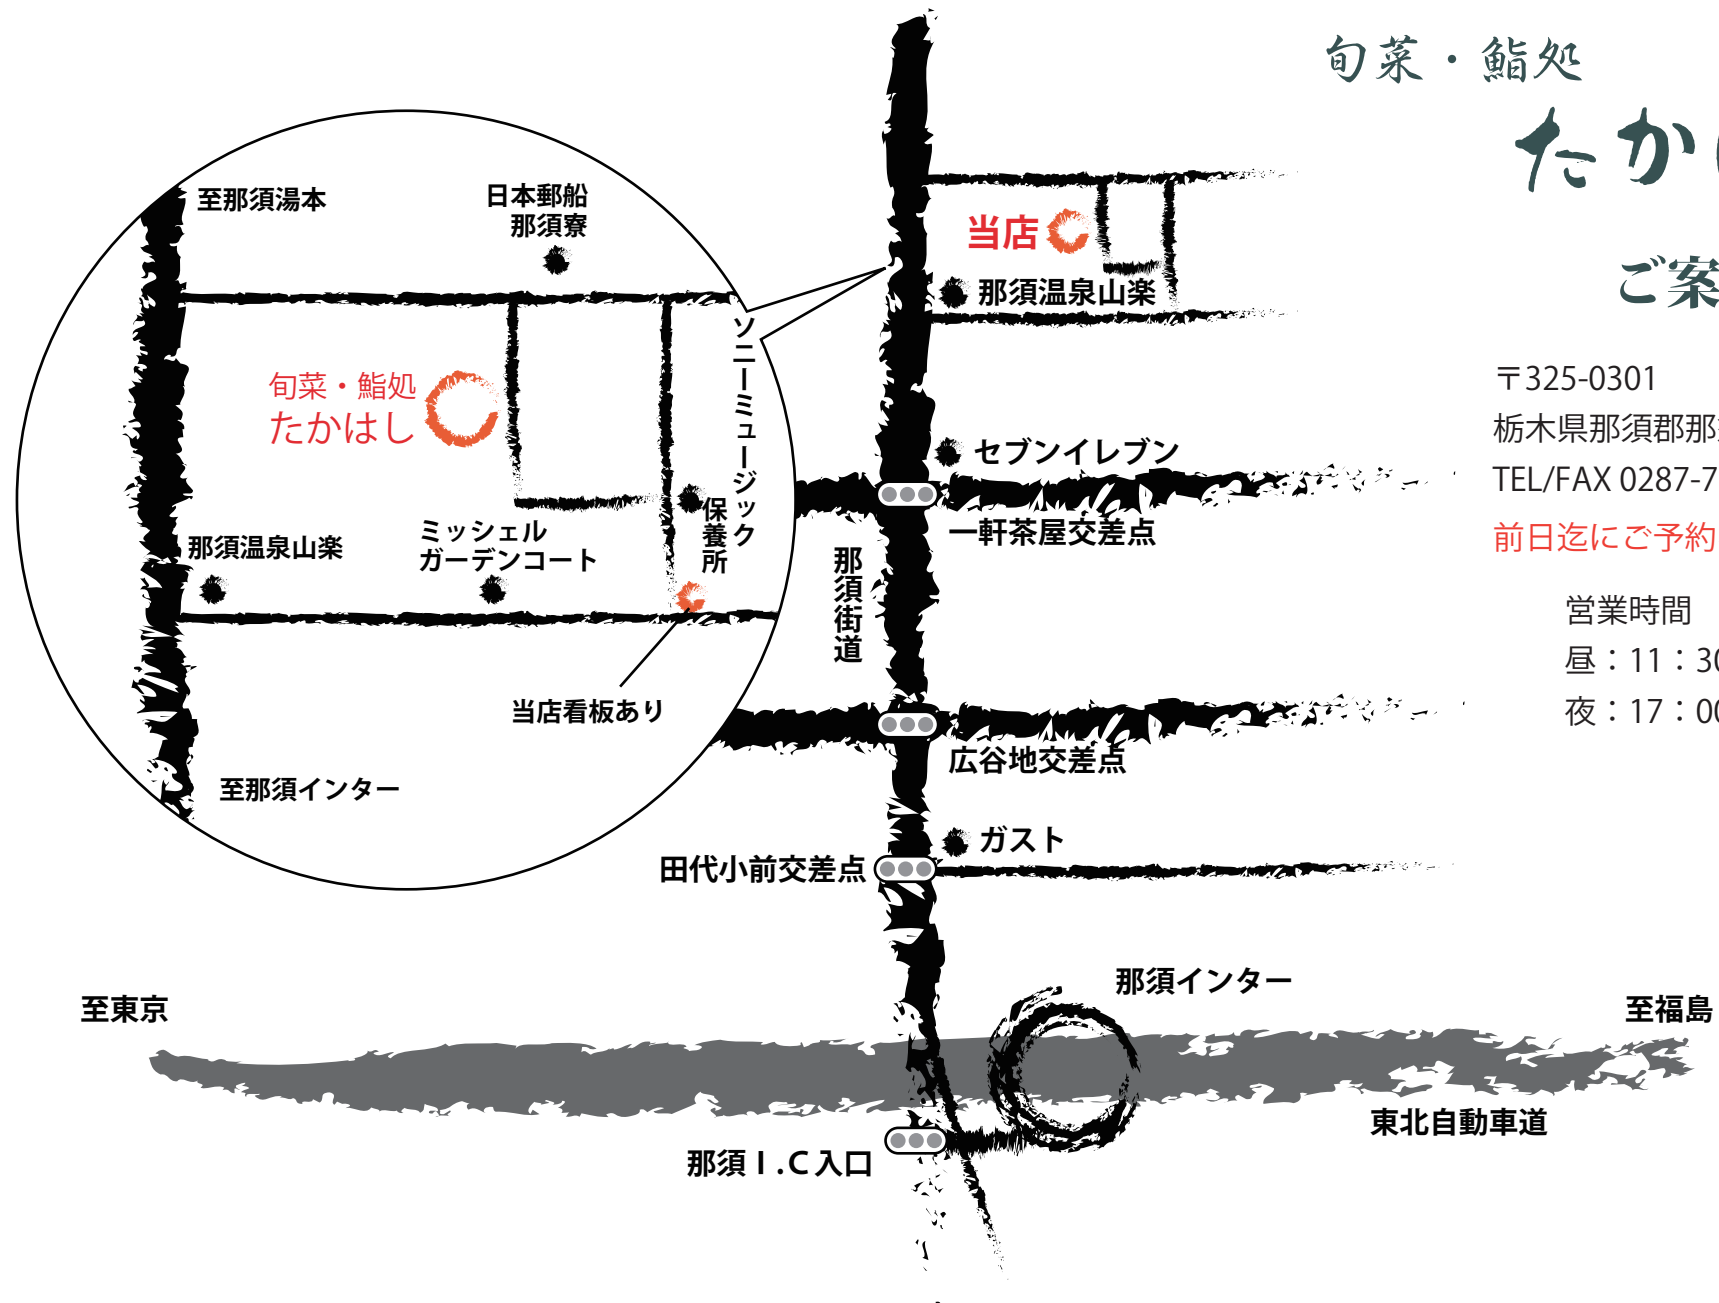 旬菜・鮨処
たか
ご案
〒325-0301
栃木県那須郡那
TEL/FAX 0287-7
前日迄にご予約
営業時間
昼：11：30
夜：17：00
至那須湯本
日本郵船
那須寮
旬菜・鮨処
たかはし
ソニーミュージック
保養所
那須温泉山楽
ミッシェル
ガーデンコート
当店看板あり
至那須インター
当店
那須温泉山楽
セブンイレブン
一軒茶屋交差点
那須街道
広谷地交差点
ガスト
田代小前交差点
那須インター
至東京
至福島
東北自動車道
那須I.C入口